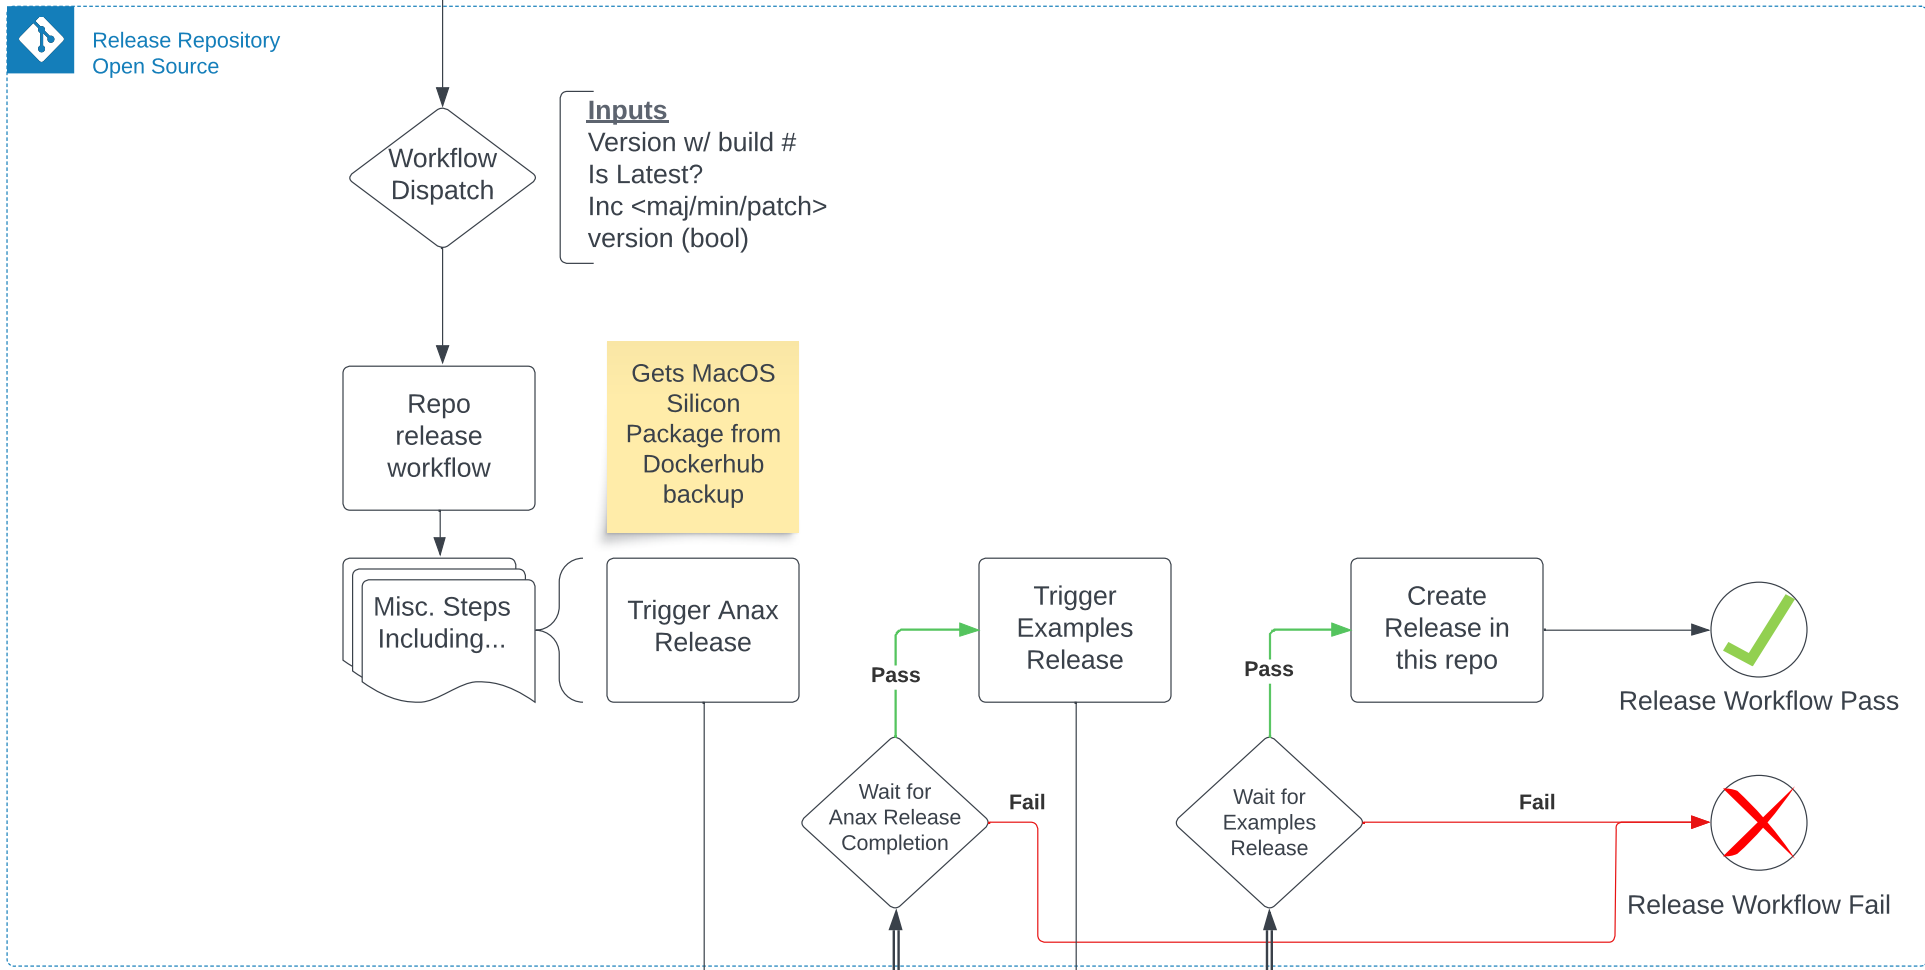 Release Repository
Open Source
Workflow
Dispatch
Inputs
Version w/ build #
Is Latest?
Inc <maj/min/patch>
version (bool)
Repo
release
workflow
Gets MacOS
Silicon
Package from
Dockerhub
backup
Misc. Steps
Including...
Trigger Anax
Release
Pass
Trigger
Examples
Release
Pass
Create
Release in
this repo
Release Workflow Pass
Wait for
Anax Release
Completion
Fail
Wait for
Examples
Release
Fail
Release Workflow Fail